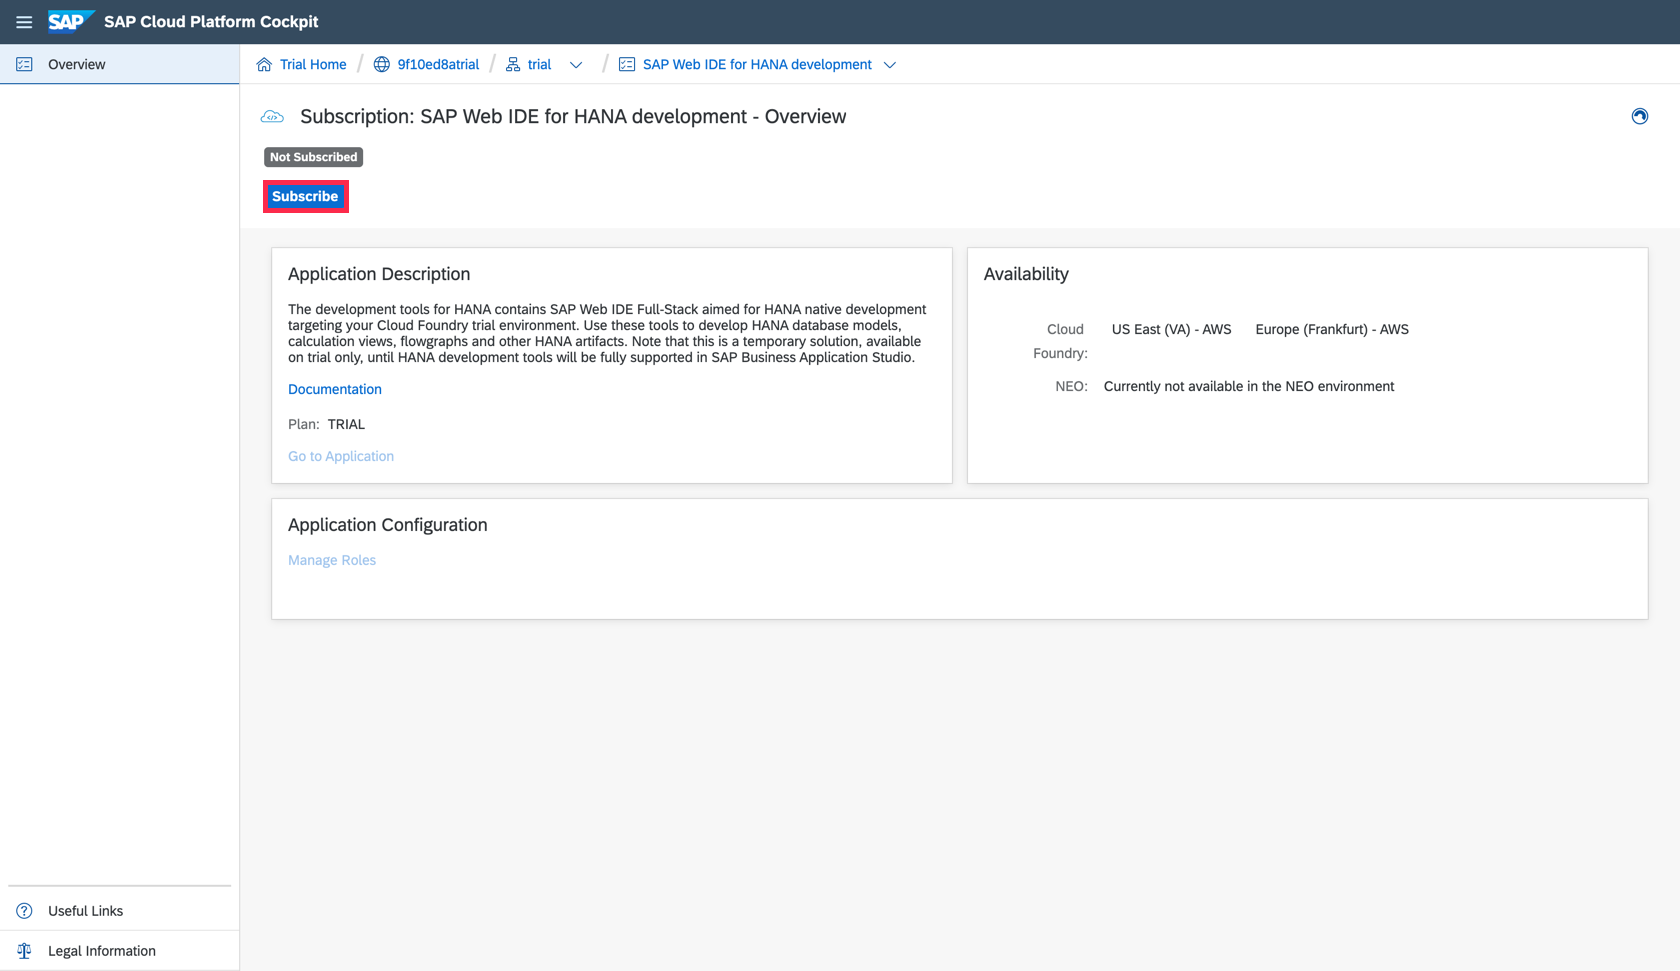 SAP SAP Cloud Platform Cockpit
Overview
Trial Home / 9f10ed8atrial / trial / SAP Web IDE for HANA development
Subscription: SAP Web IDE for HANA development - Overview
Not Subscribed
Subscribe
Application Description
The development tools for HANA contains SAP Web IDE Full-Stack aimed for HANA native development
targeting your Cloud Foundry trial environment. Use these tools to develop HANA database models,
calculation views, flowgraphs and other HANA artifacts. Note that this is a temporary solution, available
on trial only, until HANA development tools will be fully supported in SAP Business Application Studio.
Documentation
Plan: TRIAL
Go to Application
Availability
Cloud Foundry: US East (VA) - AWS Europe (Frankfurt) - AWS
NEO: Currently not available in the NEO environment
Application Configuration
Manage Roles
Useful Links
Legal Information